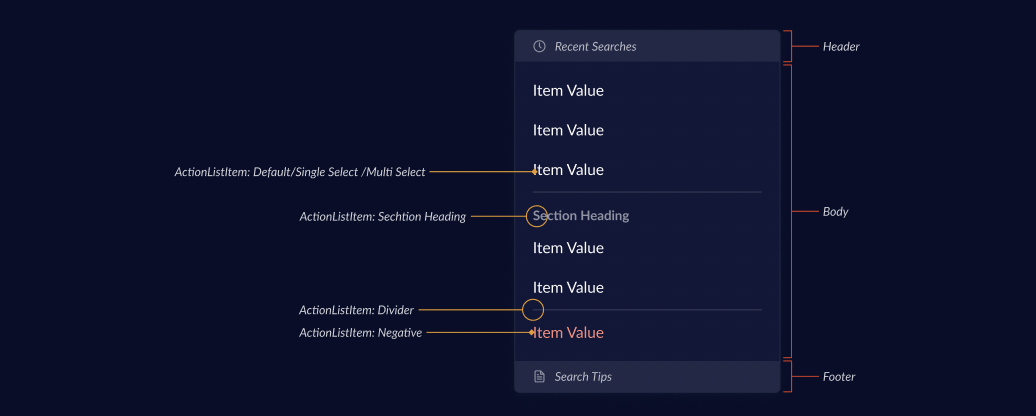 Recent Searches
Header
Item Value
Item Value
ActionListItem: Default/Single Select /Multi Select
Item Value
Body
ActionListItem: Sechtion Heading
Section Heading
Item Value
Item Value
ActionListItem: Divider
ActionListItem: Negative
Item Value
Search Tips
Footer